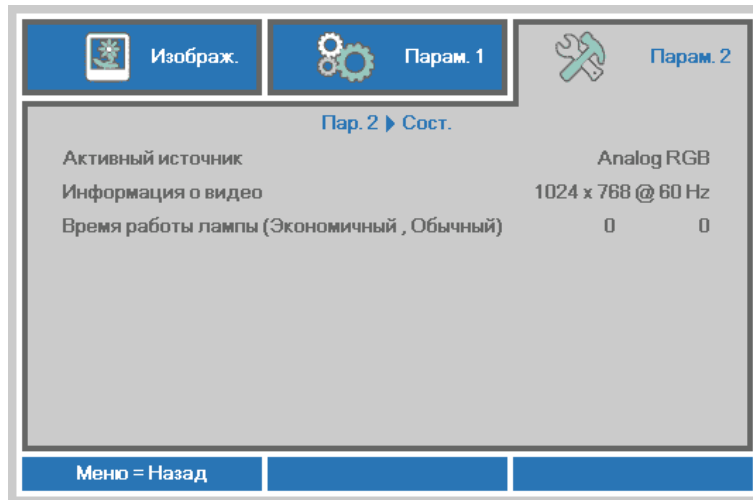 Изображ.
Парам. 1
Парам. 2
Пар. 2 Сост.
Активный источник Analog RGB
Информация о видео 1024 x 768 @ 60 Hz
Время работы лампы (Экономичный , Обычный) 0 0
Меню = Назад